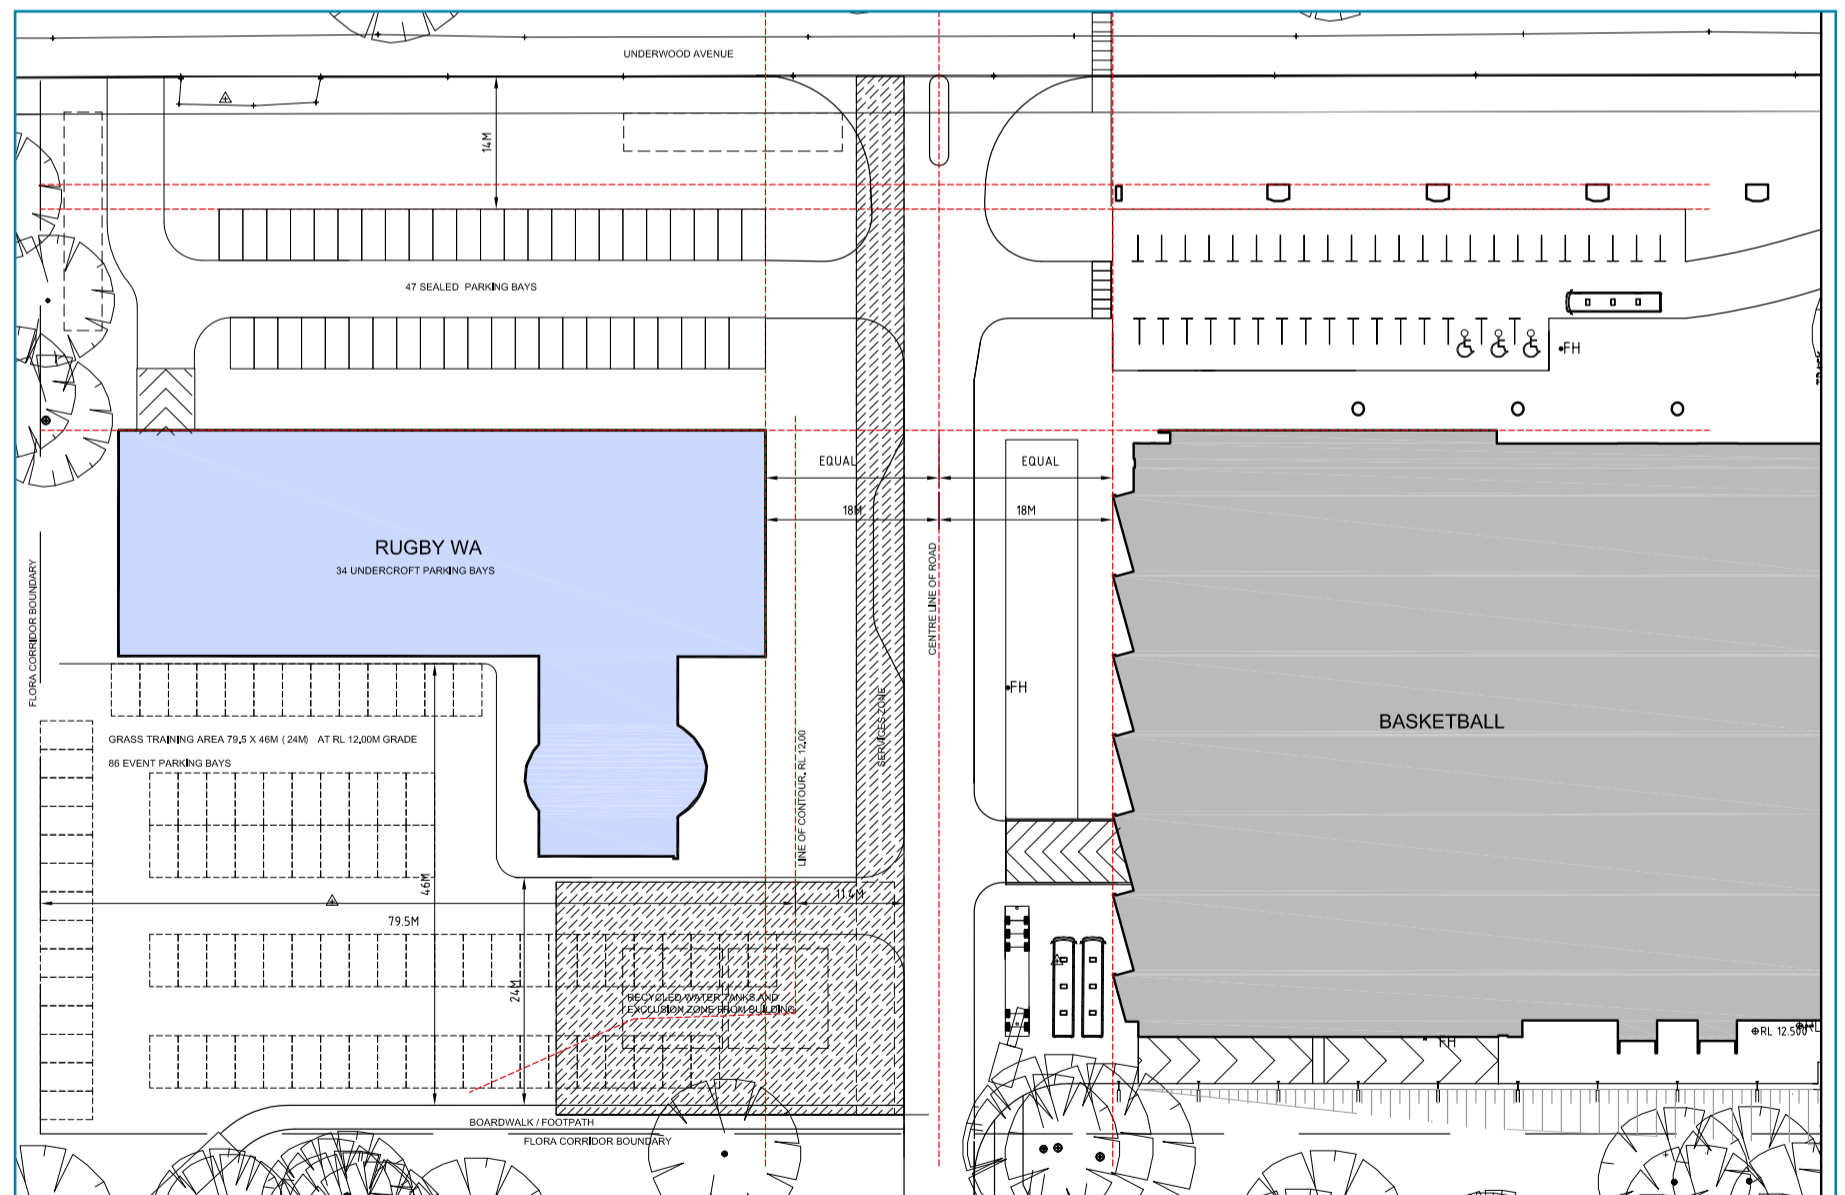 UNDERWOOD AVENUE
14M
47 SEALED PARKING BAYS
FH
EQUAL
EQUAL
18M
18M
RUGBY WA
34 UNDERCROFT PARKING BAYS
FLORA CORRIDOR BOUNDARY
CENTRE LINE OF ROAD
FH
SERVICES ZONE
BASKETBALL
GRASS TRAINING AREA 79.5 X 46M ( 24M) AT RL 12.00M GRADE
86 EVENT PARKING BAYS
LINE OF CONTOUR. RL 12.00
46M
11.4M
79.5M
24M
RECYCLED WATER TANKS AND
EXCLUSION ZONE FROM BUILDING
RL 12.500
FH
BOARDWALK / FOOTPATH
FLORA CORRIDOR BOUNDARY